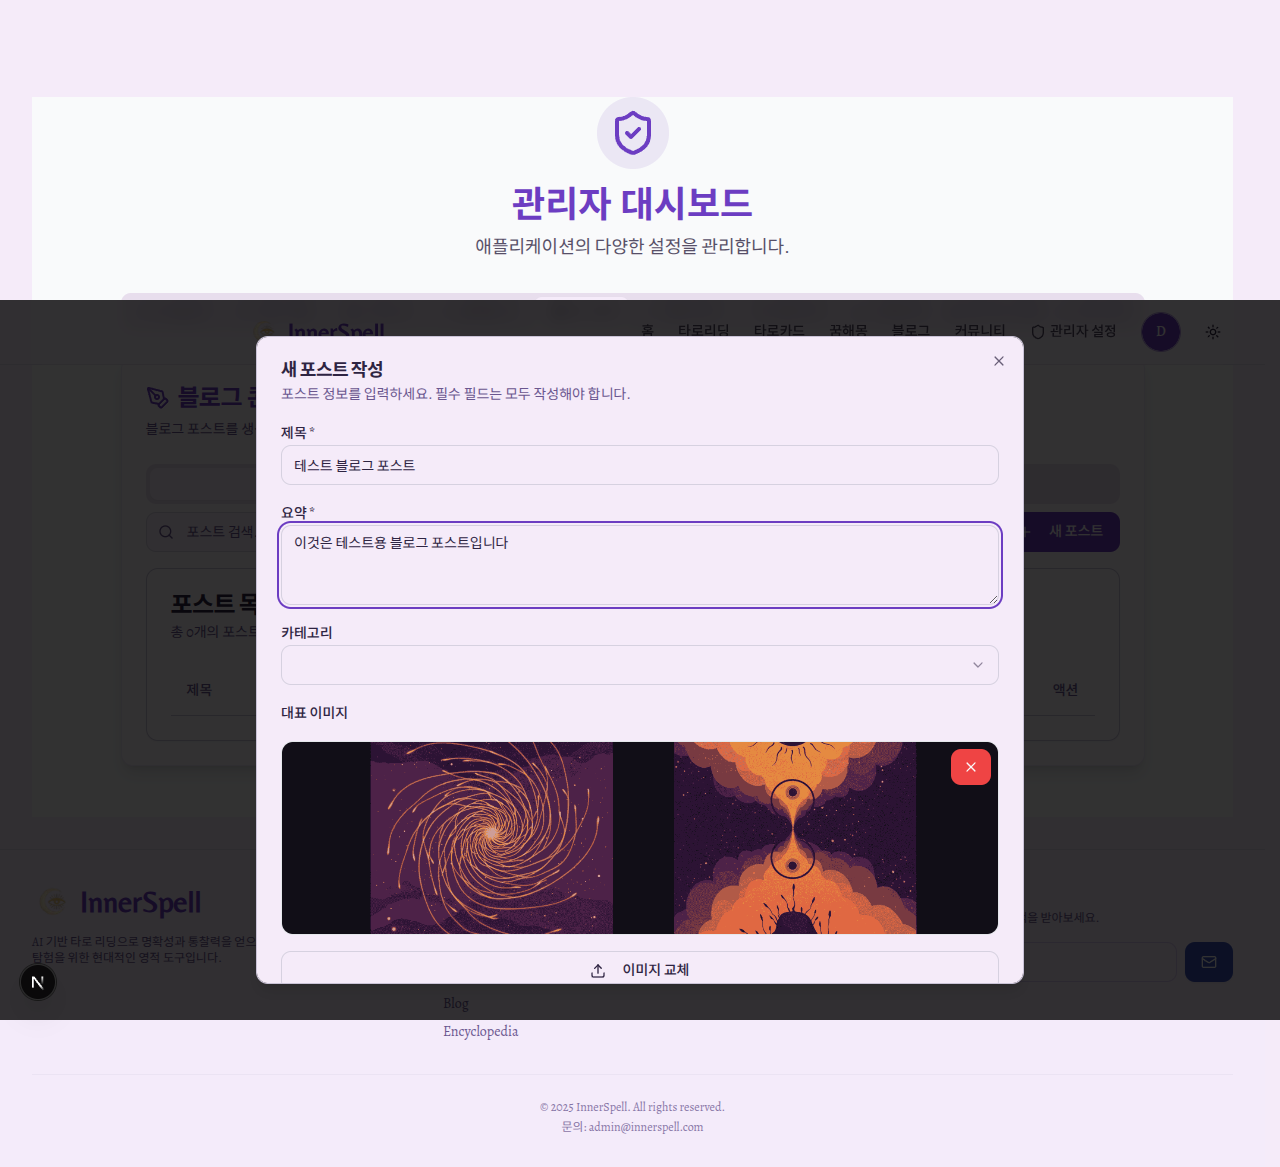 관리자 대시보드
애플리케이션의 다양한 설정을 관리합니다.
InnerSpell
홈
타로리딩
타로카드
꿈해몽
블로그
커뮤니티
관리자 설정
D
블로그
블로그 포스트를
포스트 검색
새 포스트
포스트 목
총 0개의 포스트
제목
액션
새 포스트 작성
포스트 정보를 입력하세요. 필수 필드는 모두 작성해야 합니다.
제목 *
테스트 블로그 포스트
요약 *
이것은 테스트용 블로그 포스트입니다
카테고리
대표 이미지
이미지 교체
InnerSpell
AI 기반 타로 리딩으로 명확성과 통찰력을 얻으
탐험을 위한 현대적인 영적 도구입니다.
받아보세요.
N
Blog
Encyclopedia
© 2025 InnerSpell. All rights reserved.
문의: admin@innerspell.com